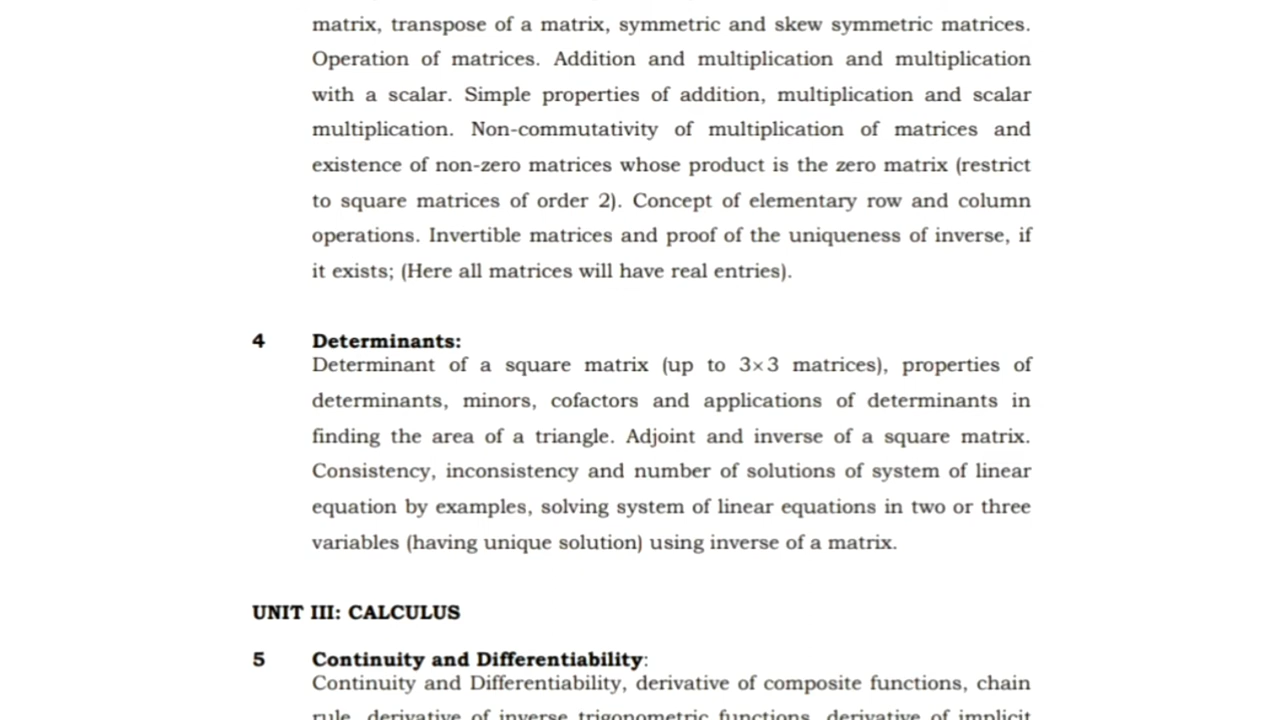 matrix, transpose of a matrix, symmetric and skew symmetric matrices.
Operation of matrices. Addition and multiplication and multiplication
with a scalar. Simple properties of addition, multiplication and scalar
multiplication. Non-commutativity of multiplication of matrices and
existence of non-zero matrices whose product is the zero matrix (restrict
to square matrices of order 2). Concept of elementary row and column
operations. Invertible matrices and proof of the uniqueness of inverse, if
it exists; (Here all matrices will have real entries).
4 Determinants:
Determinant of a square matrix (up to 3×3 matrices), properties of
determinants, minors, cofactors and applications of determinants in
finding the area of a triangle. Adjoint and inverse of a square matrix.
Consistency, inconsistency and number of solutions of system of linear
equation by examples, solving system of linear equations in two or three
variables (having unique solution) using inverse of a matrix.
UNIT III: CALCULUS
5 Continuity and Differentiability:
Continuity and Differentiability, derivative of composite functions, chain
rule, derivative of inverse trigonometric functions, derivative of implicit